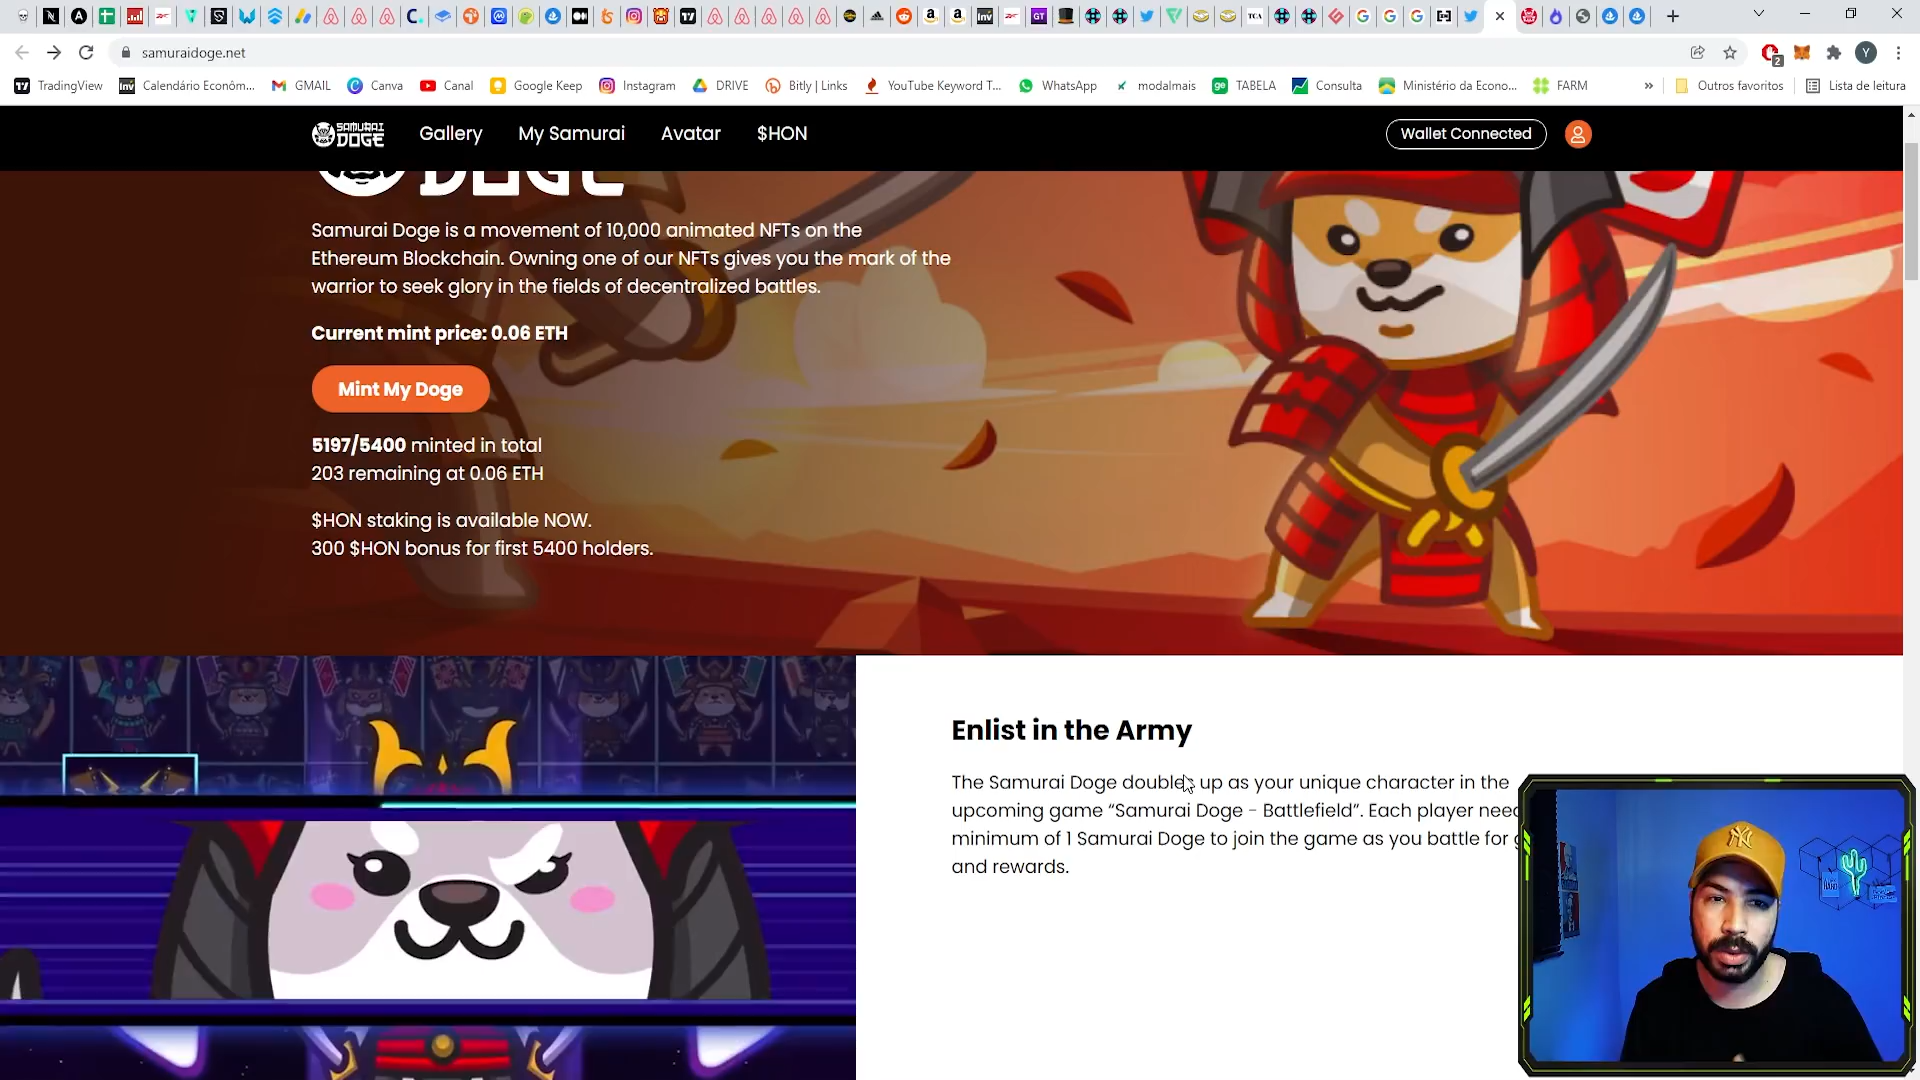 samuraidoge.net
TradingView
Calendário Econôm...
GMAIL
Canva
Canal
Google Keep
Instagram
DRIVE
Bitly | Links
YouTube Keyword T...
WhatsApp
modalmais
TABELA
Consulta
Ministério da Econo...
FARM
»
Outros favoritos
Lista de leitura
SAMURAI
DOGE
Gallery
My Samurai
Avatar
$HON
Wallet Connected
DOGE
Samurai Doge is a movement of 10,000 animated NFTs on the
Ethereum Blockchain. Owning one of our NFTs gives you the mark of the
warrior to seek glory in the fields of decentralized battles.
Current mint price: 0.06 ETH
Mint My Doge
5197/5400 minted in total
203 remaining at 0.06 ETH
$HON staking is available NOW.
300 $HON bonus for first 5400 holders.
Enlist in the Army
The Samurai Doge doubles up as your unique character in the
upcoming game “Samurai Doge - Battlefield”. Each player nee
minimum of 1 Samurai Doge to join the game as you battle for
and rewards.